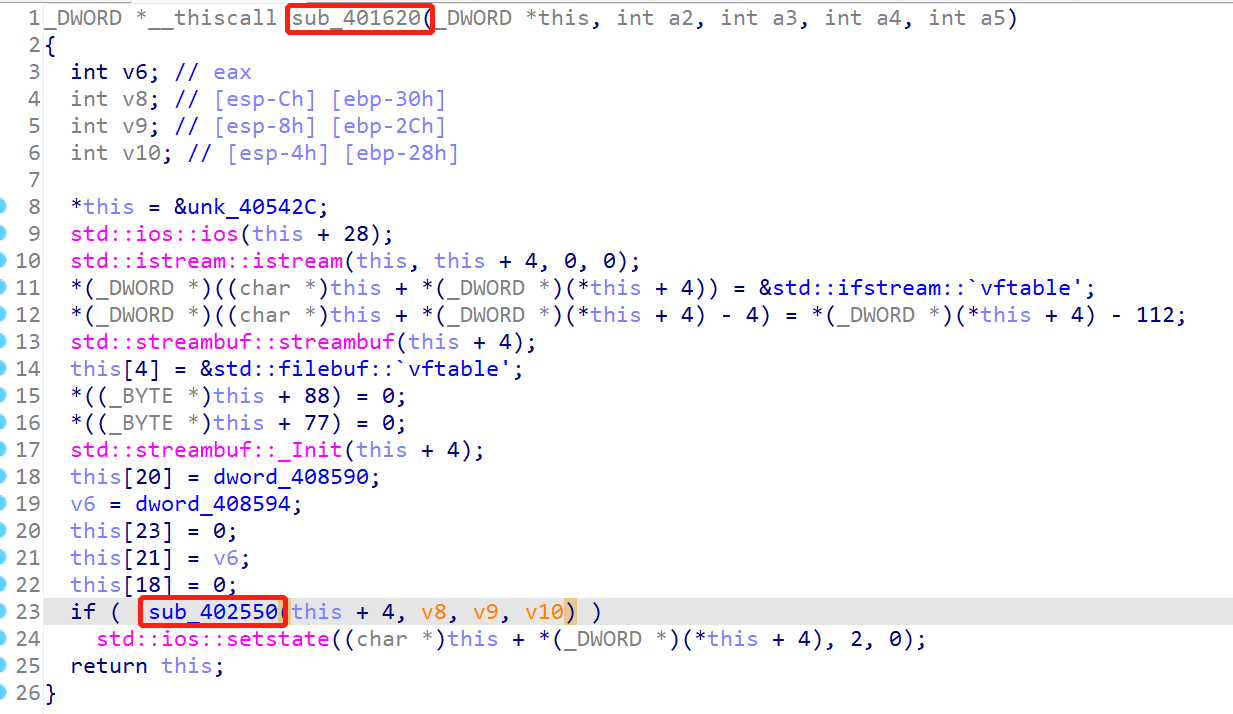 1 _DWORD *__thiscall sub_401620(_DWORD *this, int a2, int a3, int a4, int a5)
2 {
3   int v6; // eax
4   int v8; // [esp-Ch] [ebp-30h]
5   int v9; // [esp-8h] [ebp-2Ch]
6   int v10; // [esp-4h] [ebp-28h]
7
8   *this = &unk_40542C;
9   std::ios::ios(this + 28);
10   std::istream::istream(this, this + 4, 0, 0);
11   *(_DWORD *)((char *)this + *(_DWORD *)(*this + 4)) = &std::ifstream::`vftable';
12   *(_DWORD *)((char *)this + *(_DWORD *)(*this + 4) - 4) = *(_DWORD *)(*this + 4) - 112;
13   std::streambuf::streambuf(this + 4);
14   this[4] = &std::filebuf::`vftable';
15   *((_BYTE *)this + 88) = 0;
16   *((_BYTE *)this + 77) = 0;
17   std::streambuf::_Init(this + 4);
18   this[20] = dword_408590;
19   v6 = dword_408594;
20   this[23] = 0;
21   this[21] = v6;
22   this[18] = 0;
23   if ( sub_402550(this + 4, v8, v9, v10) )
24     std::ios::setstate((char *)this + *(_DWORD *)(*this + 4), 2, 0);
25   return this;
26 }